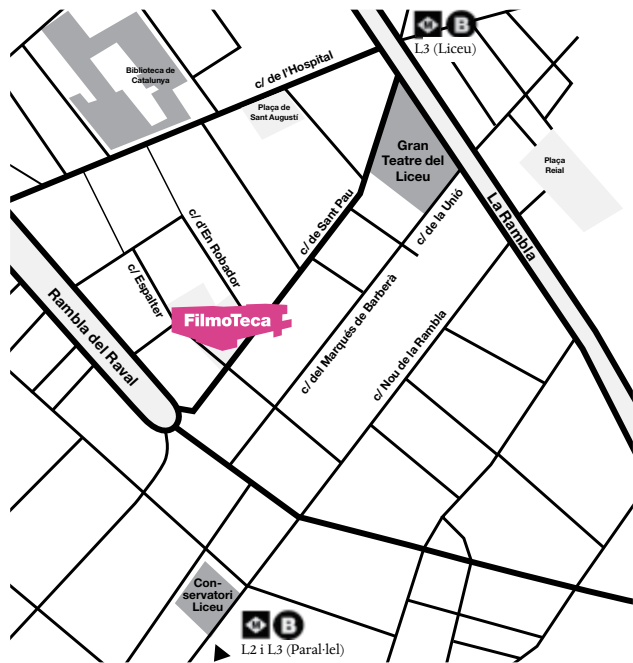 M B
L3 (Liceu)
Biblioteca de
Catalunya
c/ de l'Hospital
Plaça de
Sant Augustí
Gran
Teatre del
Liceu
Plaça
Reial
c/ de Sant Pau
c/ de la Unió
La Rambla
c/ d'En Robador
c/ Espalter
FilmoTeca
Rambla del Raval
c/ del Marqués de Barberà
c/ Nou de la Rambla
Con-
servatori
Liceu
M B
L2 i L3 (Paral·lel)